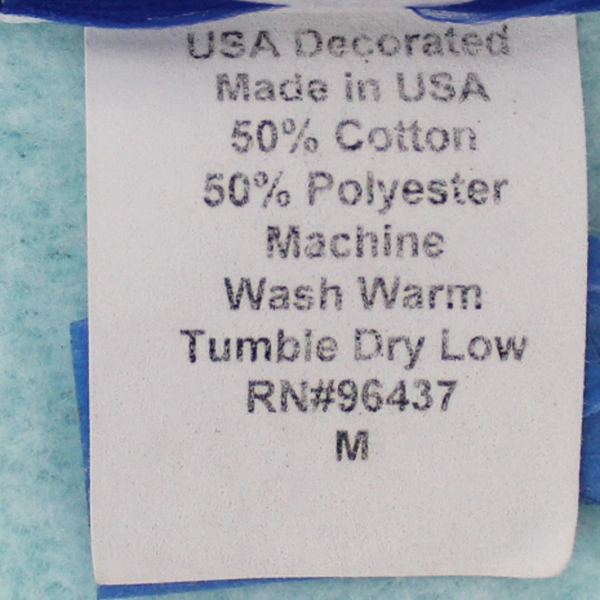 USA Decorated
Made in USA
50% Cotton
50% Polyester
Machine
Wash Warm
Tumble Dry Low
RN#96437
M